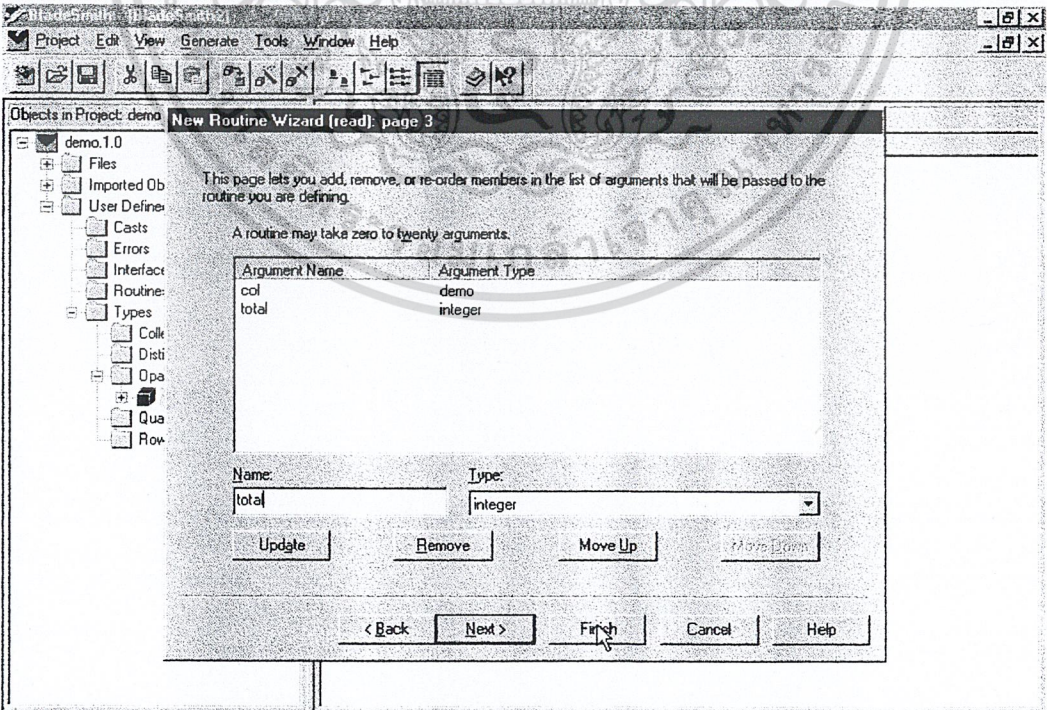 BladeSmith - [BladeSmith2]
Project Edit View Generate Tools Window Help
Objects in Project: demo
New Routine Wizard (read): page 3
demo.1.0
Files
Imported Ob
User Define
Casts
Errors
Interface
Routine
Types
Colle
Disti
Opa
Qua
Row
This page lets you add, remove, or re-order members in the list of arguments that will be passed to the
routine you are defining.
A routine may take zero to twenty arguments.
Argument Name Argument Type
col demo
total integer
Name: Type:
total integer
Update Remove Move Up Move Down
< Back Next > Finish Cancel Help